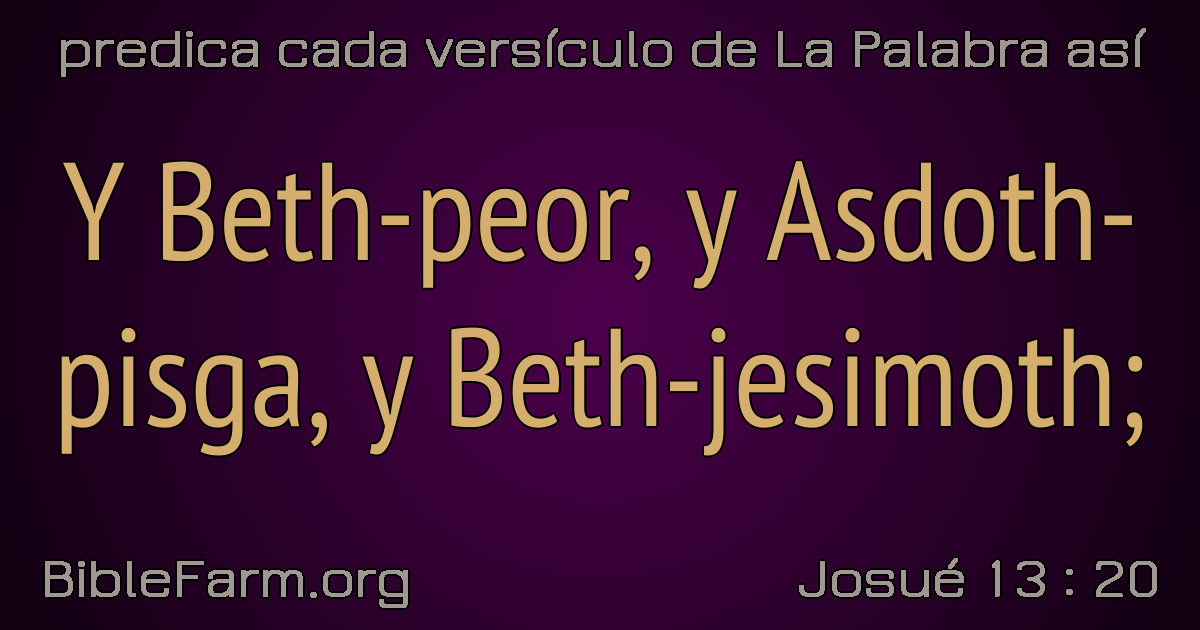 predica cada versículo de La Palabra así
Y Beth-peor, y Asdoth-
pisga, y Beth-jesimoth;
BibleFarm.org
Josué 13 : 20